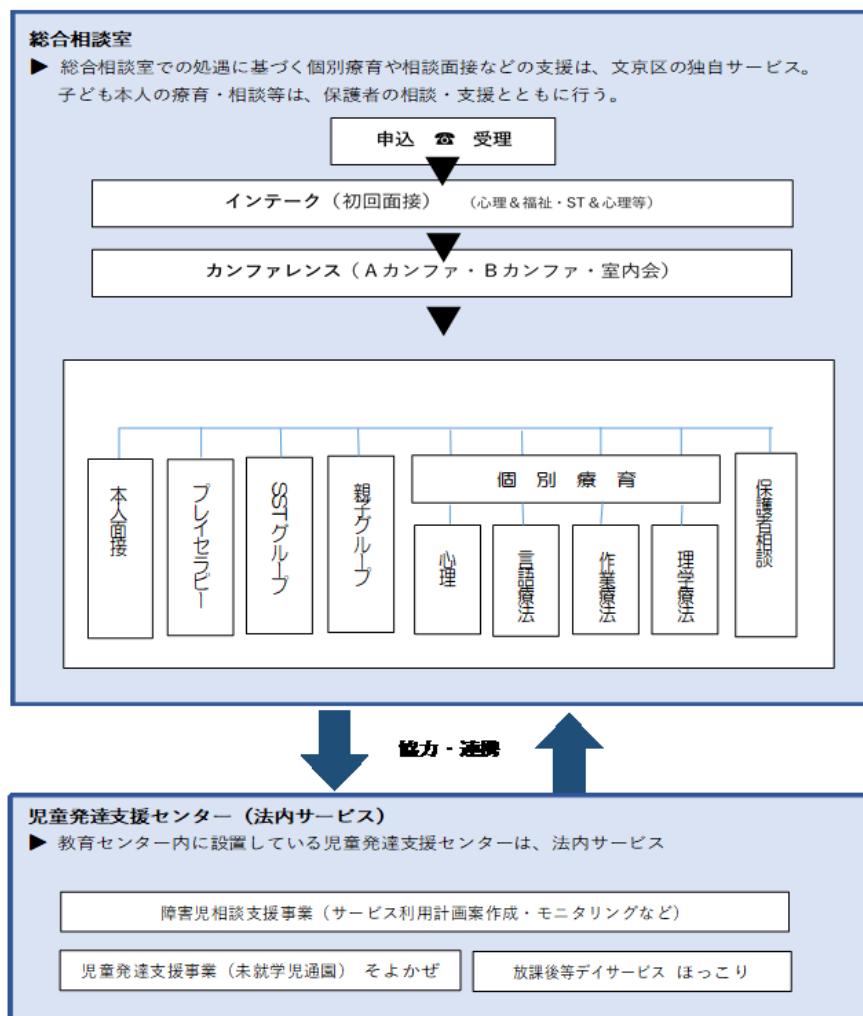 総合相談室
▶ 総合相談室での処遇に基づく個別療育や相談面接などの支援は、文京区の独自サービス。
子ども本人の療育・相談等は、保護者の相談・支援とともに行う。
申込 ☎ 受理
インテーク（初回面接） （心理＆福祉・ST＆心理等）
カンファレンス（Aカンファ・Bカンファ・室内会）
本人面接
プレイセラピー
SSTグループ
親子グループ
個別療育
心理
言語療法
作業療法
理学療法
保護者相談
協力・連携
児童発達支援センター（法内サービス）
▶ 教育センター内に設置している児童発達支援センターは、法内サービス
障害児相談支援事業（サービス利用計画案作成・モニタリングなど）
児童発達支援事業（未就学児通園） そよかぜ
放課後等デイサービス ほっこり